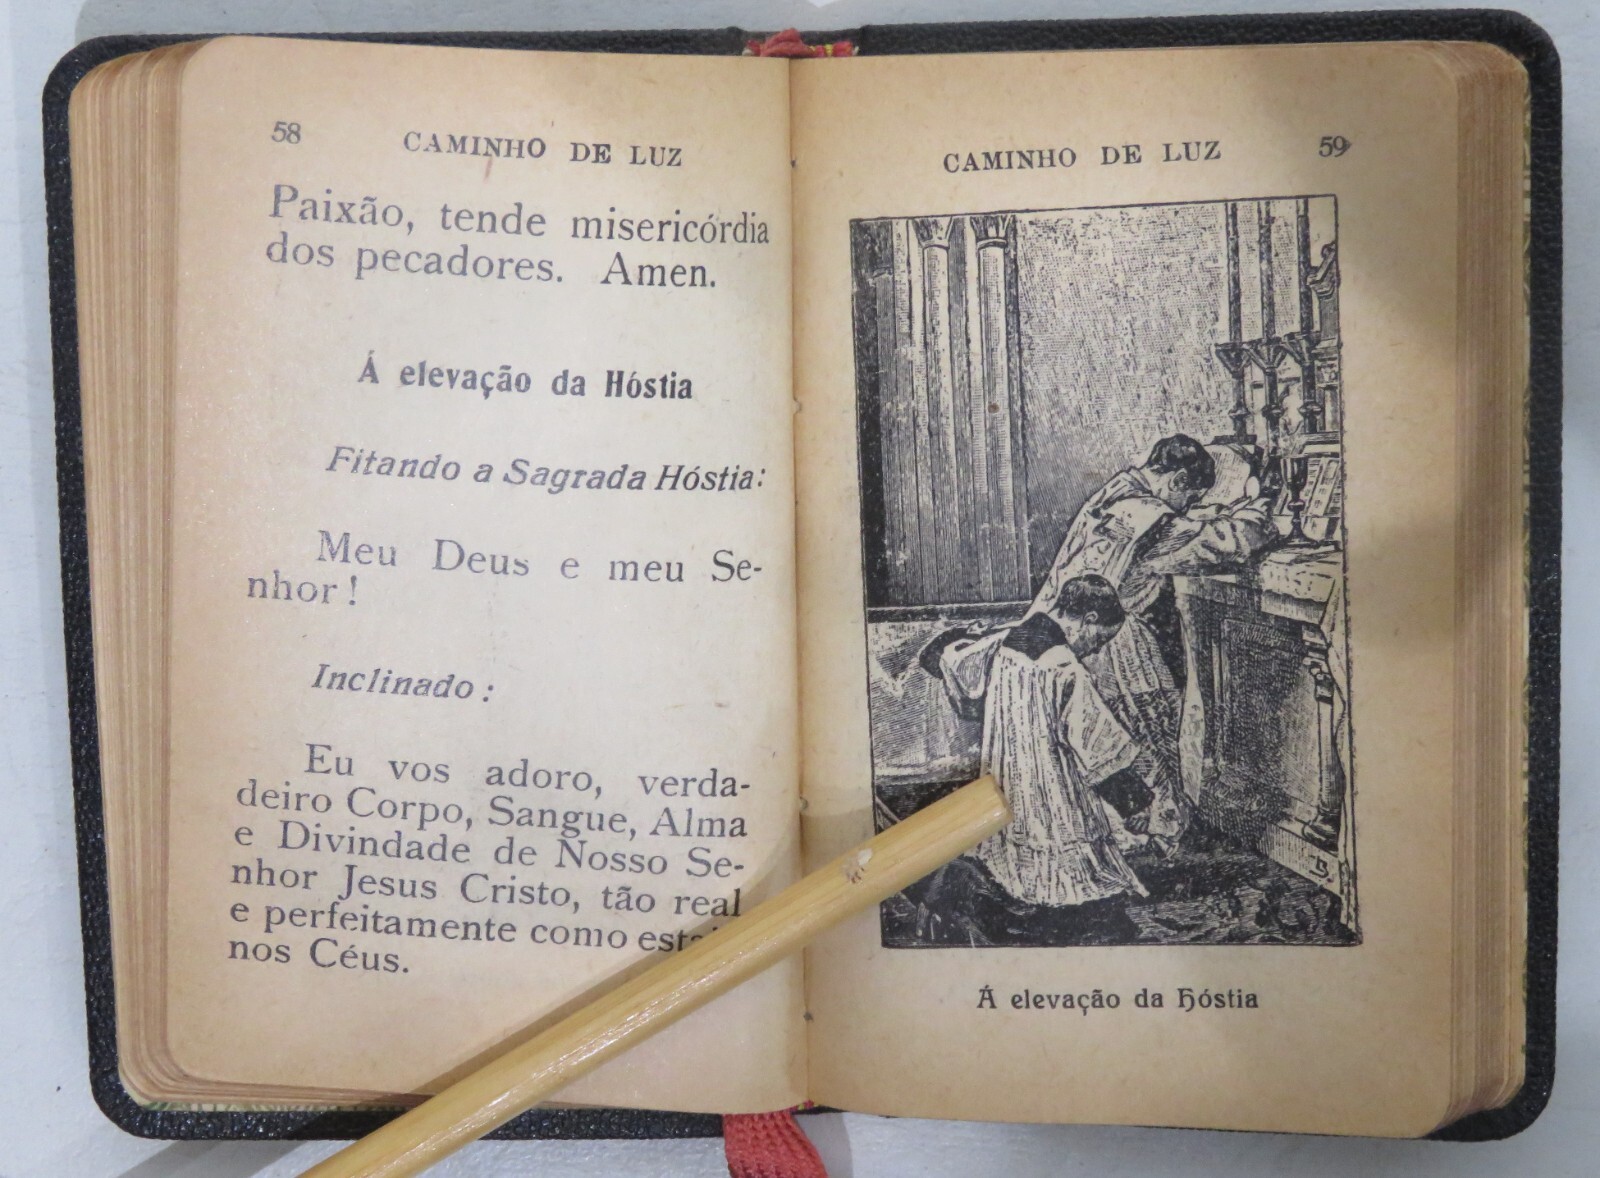 58 CAMINHO DE LUZ
Paixão, tende misericórdia
dos pecadores. Amen.
Á elevação da Hóstia
Fitando a Sagrada Hóstia:
Meu Deus e meu Se-
nhor!
Inclinado:
Eu vos adoro, verda-
deiro Corpo, Sangue, Alma
e Divindade de Nosso Se-
nhor Jesus Cristo, tão real
e perfeitamente como
nos Céus.
CAMINHO DE LUZ 59
Á elevação da Hóstia